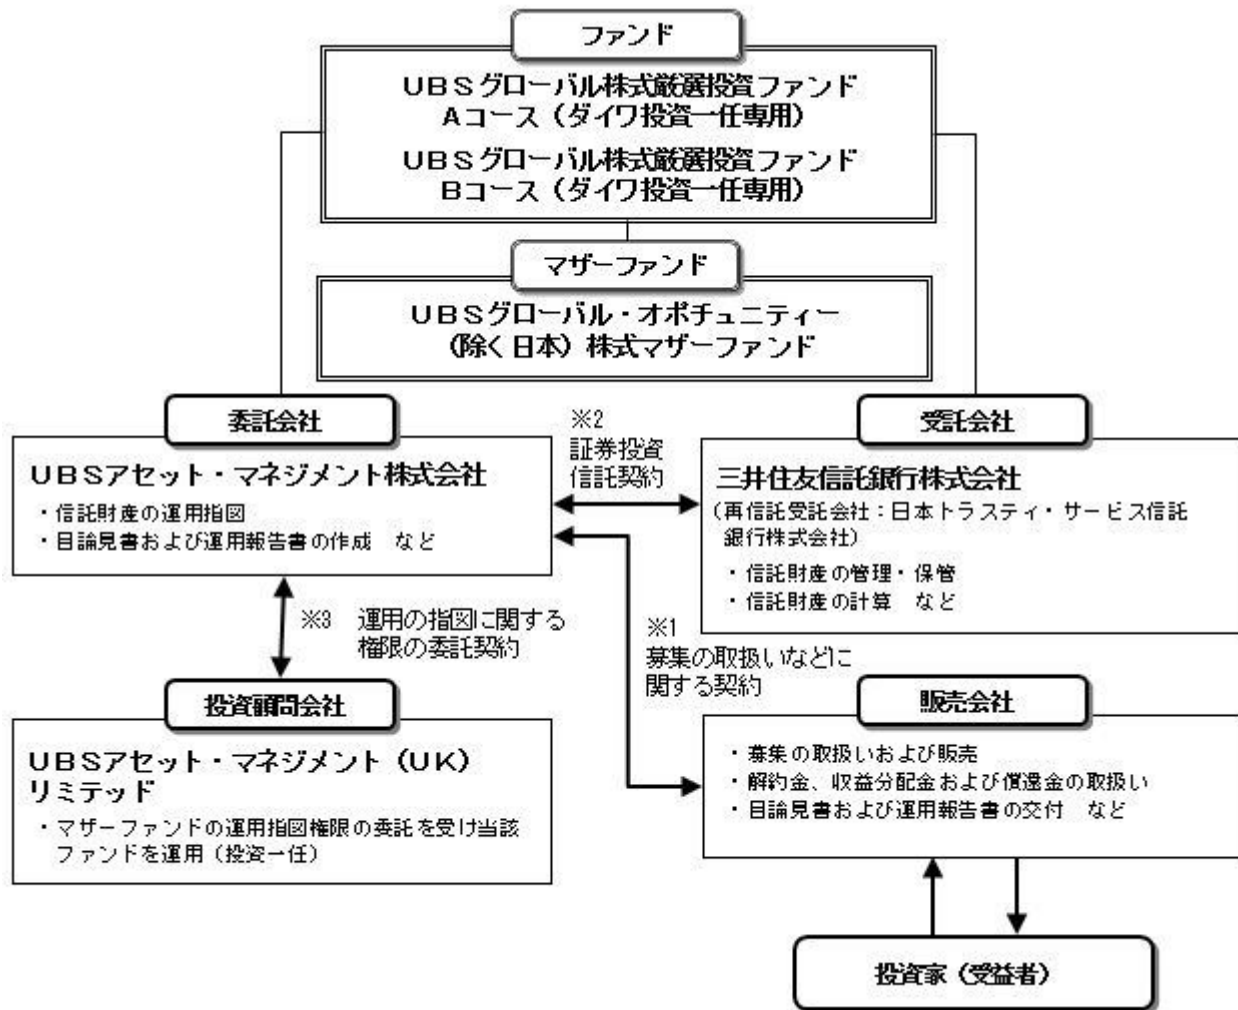 ファンド
UBSグローバル株式厳選投資ファンド
Aコース（ダイワ投資一任専用）
UBSグローバル株式厳選投資ファンド
Bコース（ダイワ投資一任専用）
マザーファンド
UBSグローバル・オポチュニティー
（除く日本）株式マザーファンド
委託会社
UBSアセット・マネジメント株式会社
・信託財産の運用指図
・目論見書および運用報告書の作成　など
※2
証券投資
信託契約
受託会社
三井住友信託銀行株式会社
（再信託受託会社：日本トラスティ・サービス信託
銀行株式会社）
・信託財産の管理・保管
・信託財産の計算　など
※3　運用の指図に関する
権限の委託契約
※1
募集の取扱いなどに
関する契約
投資顧問会社
UBSアセット・マネジメント（UK）
リミテッド
・マザーファンドの運用指図権限の委託を受け当該
ファンドを運用（投資一任）
販売会社
・募集の取扱いおよび販売
・解約金、収益分配金および償還金の取扱い
・目論見書および運用報告書の交付　など
投資家（受益者）